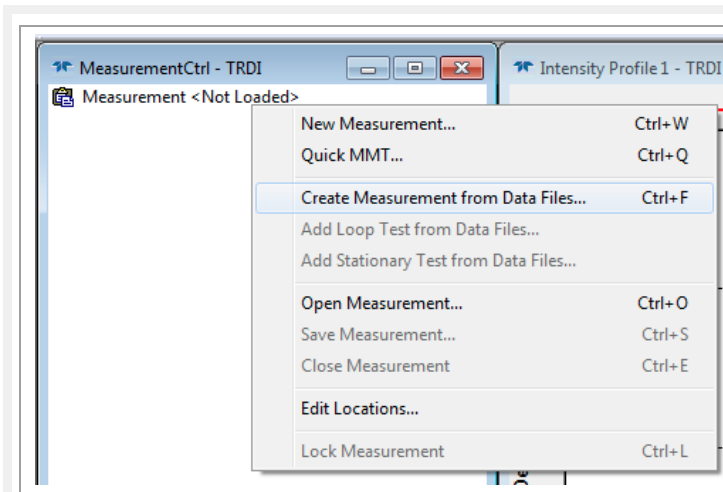 MeasurementCtrl - TRDI
Intensity Profile 1 - TRDI
Measurement <Not Loaded>
New Measurement... Ctrl+W
Quick MMT... Ctrl+Q
Create Measurement from Data Files... Ctrl+F
Add Loop Test from Data Files...
Add Stationary Test from Data Files...
Open Measurement... Ctrl+O
Save Measurement... Ctrl+S
Close Measurement Ctrl+E
Edit Locations...
Lock Measurement Ctrl+L